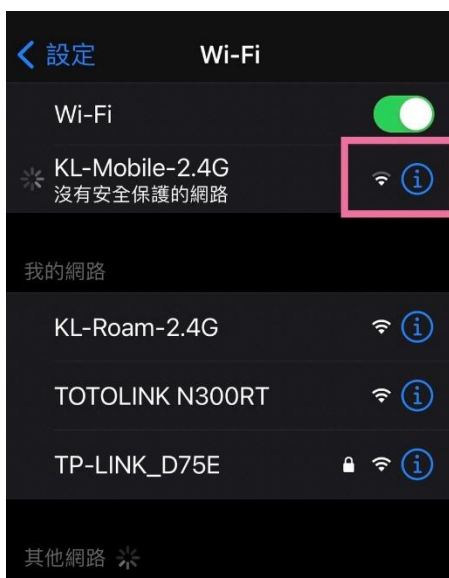 設定
Wi-Fi
Wi-Fi
KL-Mobile-2.4G
沒有安全保護的網路
我的網路
KL-Roam-2.4G
TOTOLINK N300RT
TP-LINK_D75E
其他網路